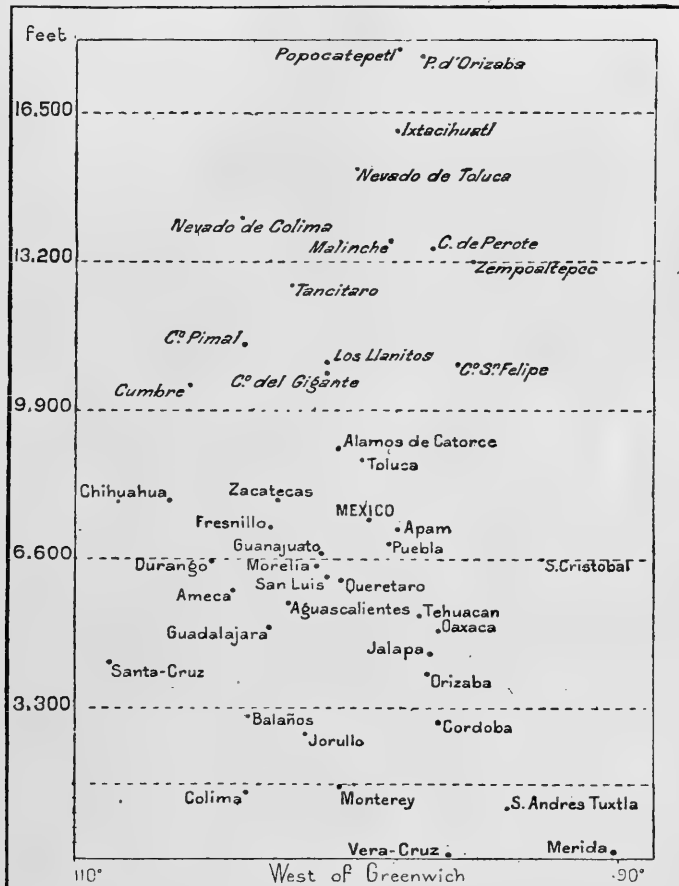 feet
Popocatepetl
P. d'Orizaba
16.500
Ixtacihuatl
Nevado de Toluca
Nevado de Colima
Malinche
C. de Perote
13.200
Zempoaltepec
Tancitaro
Co. Pimal
Los Llanitos
Co. del Gigante
Co. Sn. Felipe
Cumbre
9,900
Alamos de Catorce
Toluca
Chihuahua
Zacatecas
MEXICO
Fresnillo
Apam
Guanajuato
Puebla
6.600
Durango
Morelia
S. Cristobal
San Luis
Queretaro
Ameca
Aguascalientes
Tehuacan
Guadalajara
Oaxaca
Jalapa
Santa-Cruz
Orizaba
3,300
Balaños
Cordoba
Jorullo
Colima
Monterey
S. Andres Tuxtla
Vera-Cruz
Merida
110°
West of Greenwich
90°